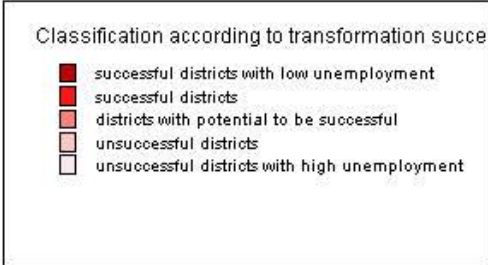 Classification according to transformation succe
successful districts with low unemployment
successful districts
districts with potential to be successful
unsuccessful districts
unsuccessful districts with high unemployment